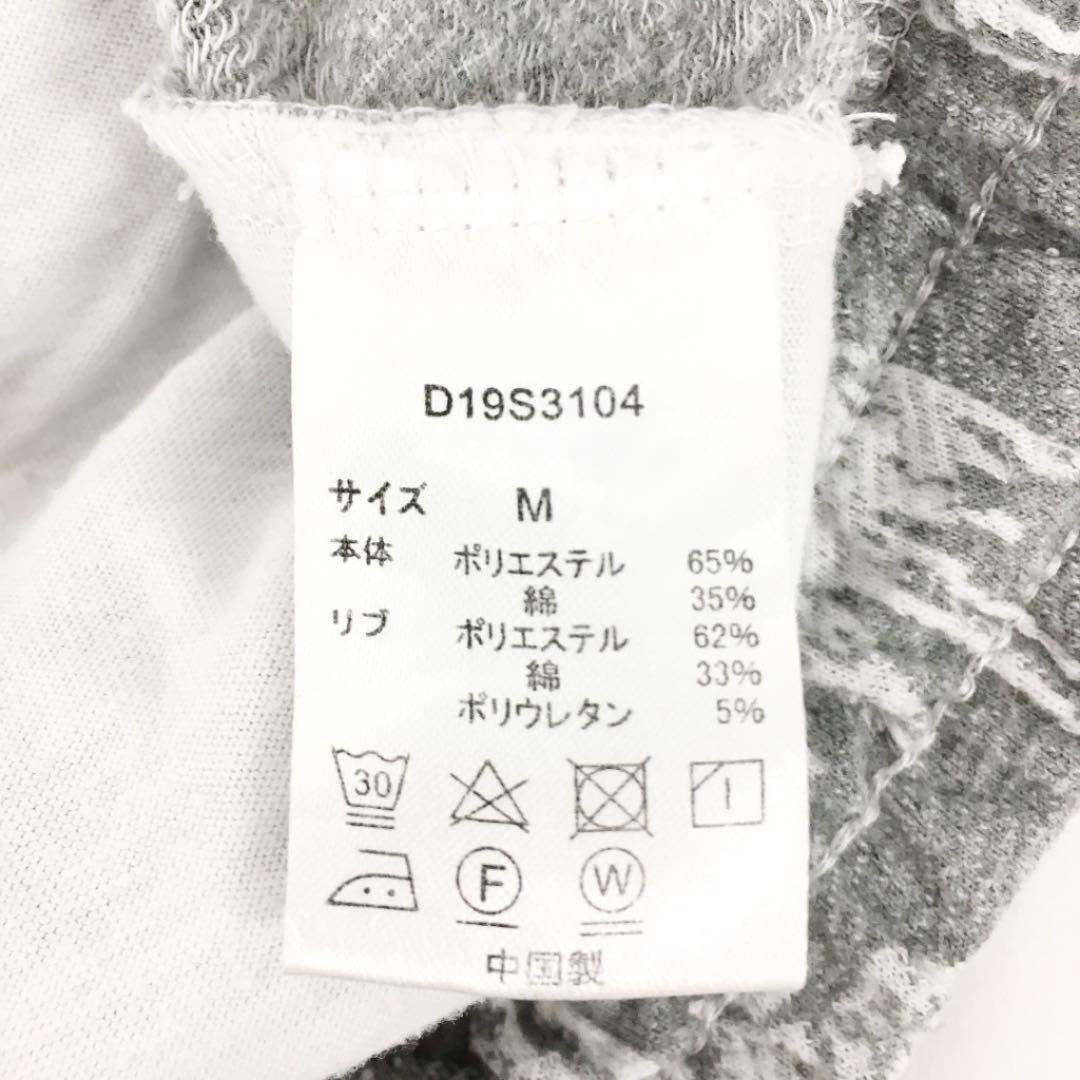 D19S3104
サイズ M
本体 ポリエステル 65%
綿 35%
リブ ポリエステル 62%
綿 33%
ポリウレタン 5%
30
F W
中国製